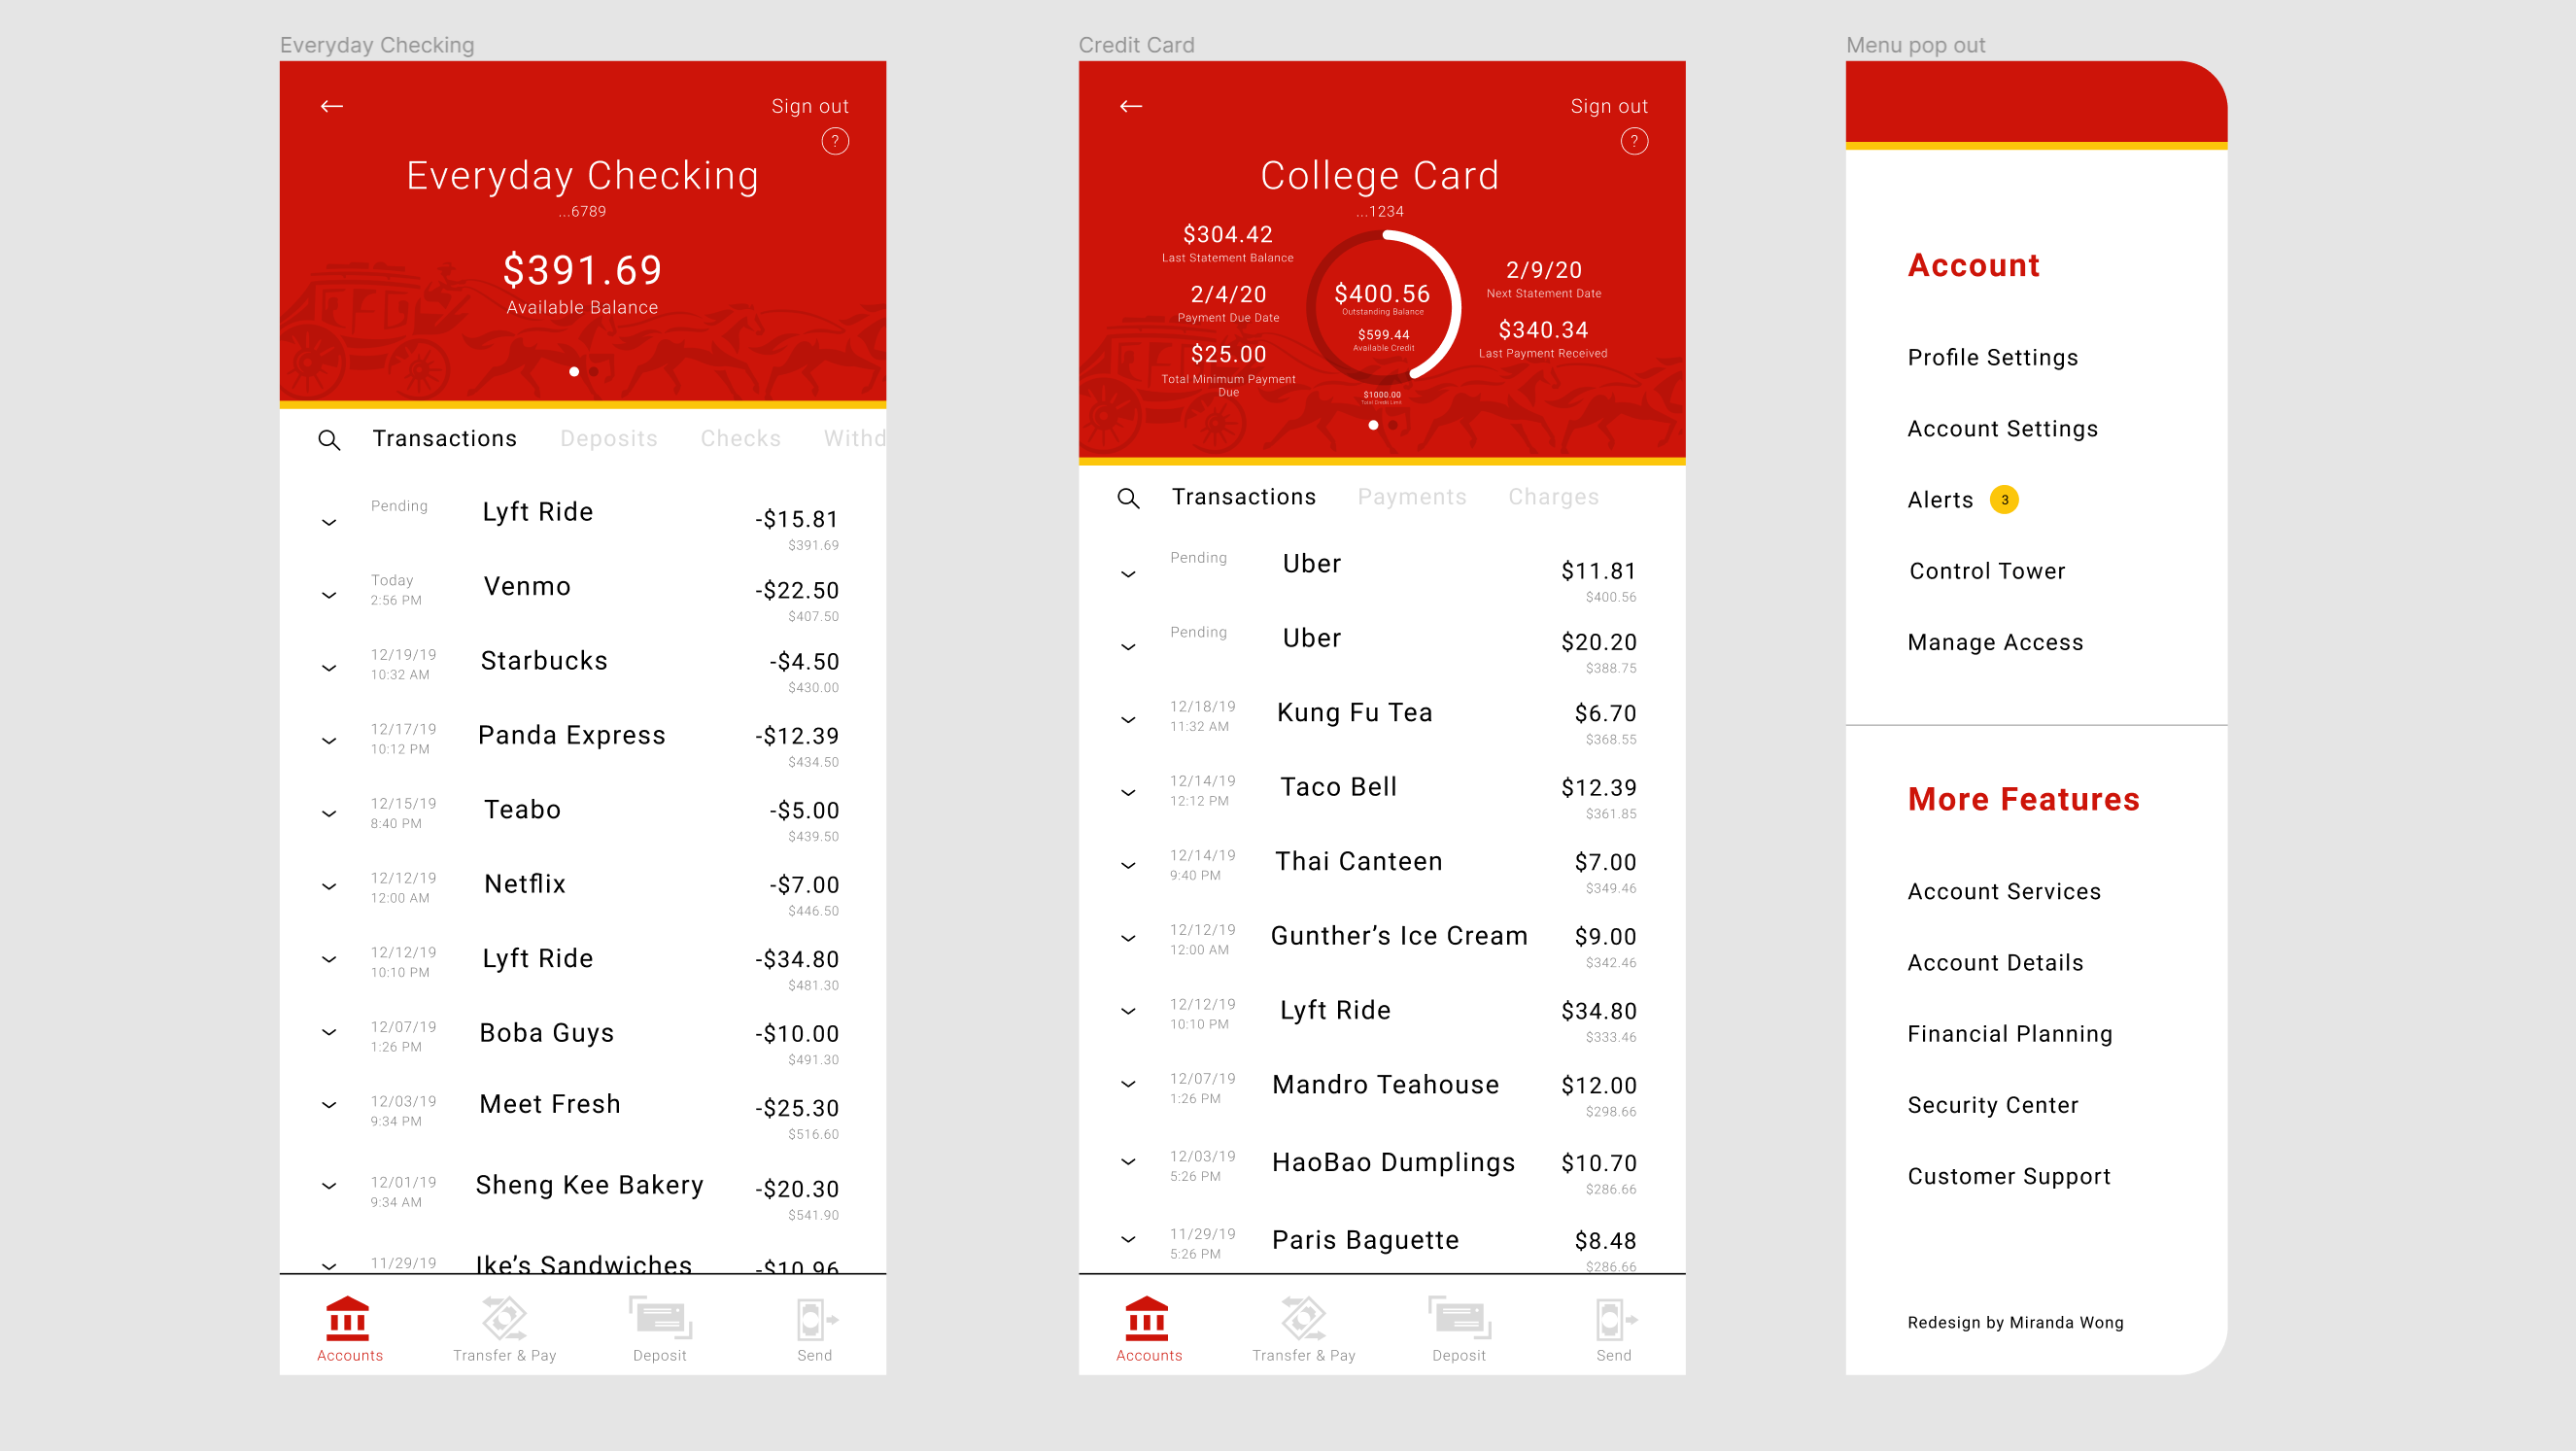 Everyday Checking
Sign out
?
Everyday Checking
...6789
$391.69
Available Balance
Transactions Deposits Checks Withd
Pending Lyft Ride -$15.81
$391.69
Today Venmo -$22.50
2:56 PM $407.50
12/19/19 Starbucks -$4.50
10:32 AM $430.00
12/17/19 Panda Express -$12.39
10:12 PM $434.50
12/15/19 Teabo -$5.00
8:40 PM $439.50
12/12/19 Netflix -$7.00
12:00 AM $446.50
12/12/19 Lyft Ride -$34.80
10:10 PM $481.30
12/07/19 Boba Guys -$10.00
1:26 PM $491.30
12/03/19 Meet Fresh -$25.30
9:34 PM $516.60
12/01/19 Sheng Kee Bakery -$20.30
9:34 AM $541.90
11/29/19 Ike’s Sandwiches -$10.96
Accounts Transfer & Pay Deposit Send
Credit Card
Sign out
?
College Card
...1234
$304.42
Last Statement Balance
2/4/20
Payment Due Date
$25.00
Total Minimum Payment
Due
$400.56
Outstanding Balance
$599.44
Available Credit
$1000.00
Total Credit Limit
2/9/20
Next Statement Date
$340.34
Last Payment Received
Transactions Payments Charges
Pending Uber $11.81
$400.56
Pending Uber $20.20
$388.75
12/18/19 Kung Fu Tea $6.70
11:32 AM $368.55
12/14/19 Taco Bell $12.39
12:12 PM $361.85
12/14/19 Thai Canteen $7.00
9:40 PM $349.46
12/12/19 Gunther’s Ice Cream $9.00
12:00 AM $342.46
12/12/19 Lyft Ride $34.80
10:10 PM $333.46
12/07/19 Mandro Teahouse $12.00
1:26 PM $298.66
12/03/19 HaoBao Dumplings $10.70
5:26 PM $286.66
11/29/19 Paris Baguette $8.48
5:26 PM $286.66
Accounts Transfer & Pay Deposit Send
Menu pop out
Account
Profile Settings
Account Settings
Alerts 3
Control Tower
Manage Access
More Features
Account Services
Account Details
Financial Planning
Security Center
Customer Support
Redesign by Miranda Wong